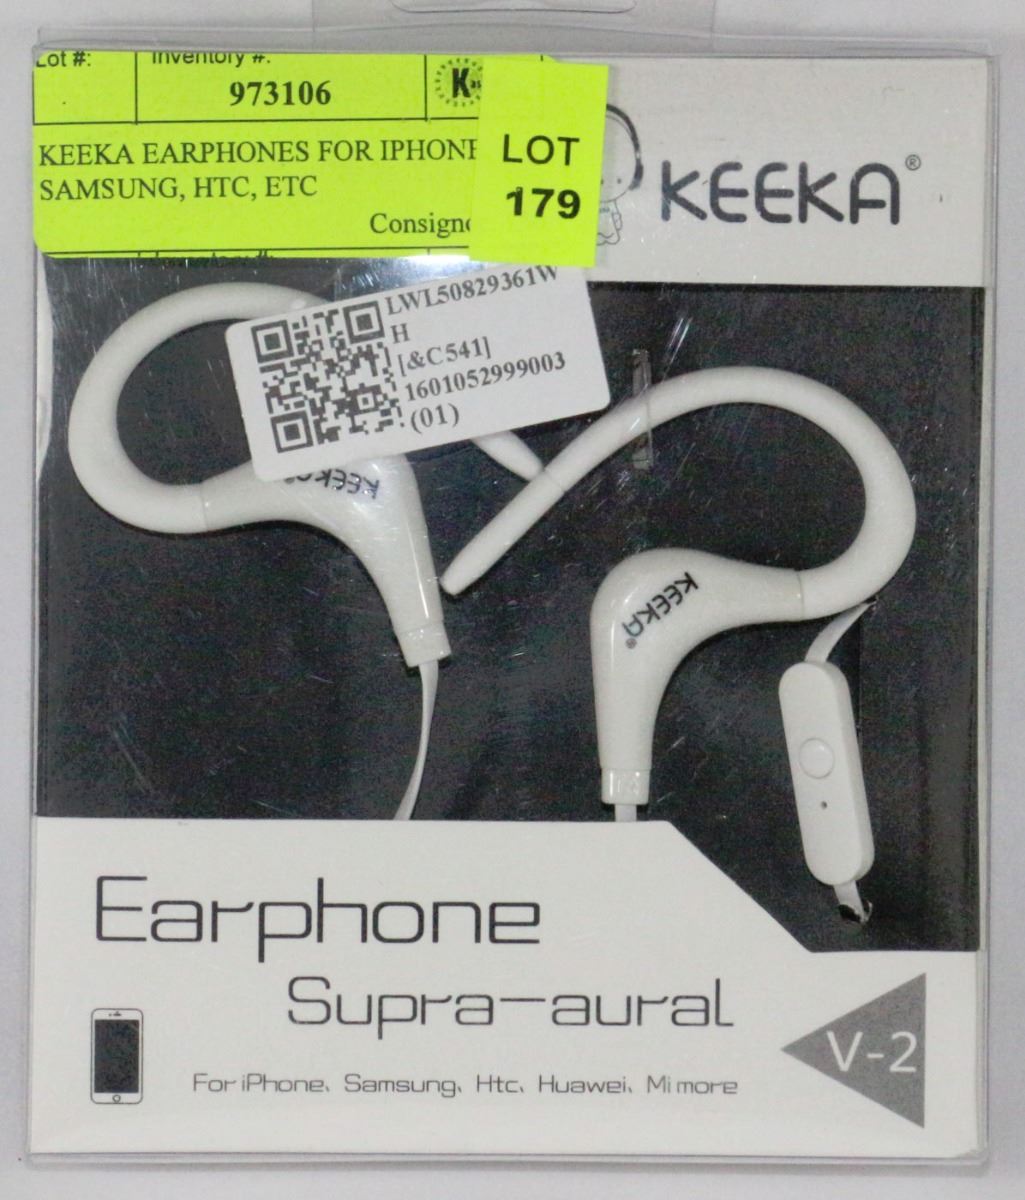 Lot #:
Inventory #:
973106
K
KEEKA EARPHONES FOR IPHONE
SAMSUNG, HTC, ETC
LOT
179
KEEKA®
LWL50829361W
H
[&C541]
1601052999003
(01)
KEEKA
KEEKA®
Earphone
Supra-aural
V-2
For iPhone、Samsung、Htc、Huawei、Mi more